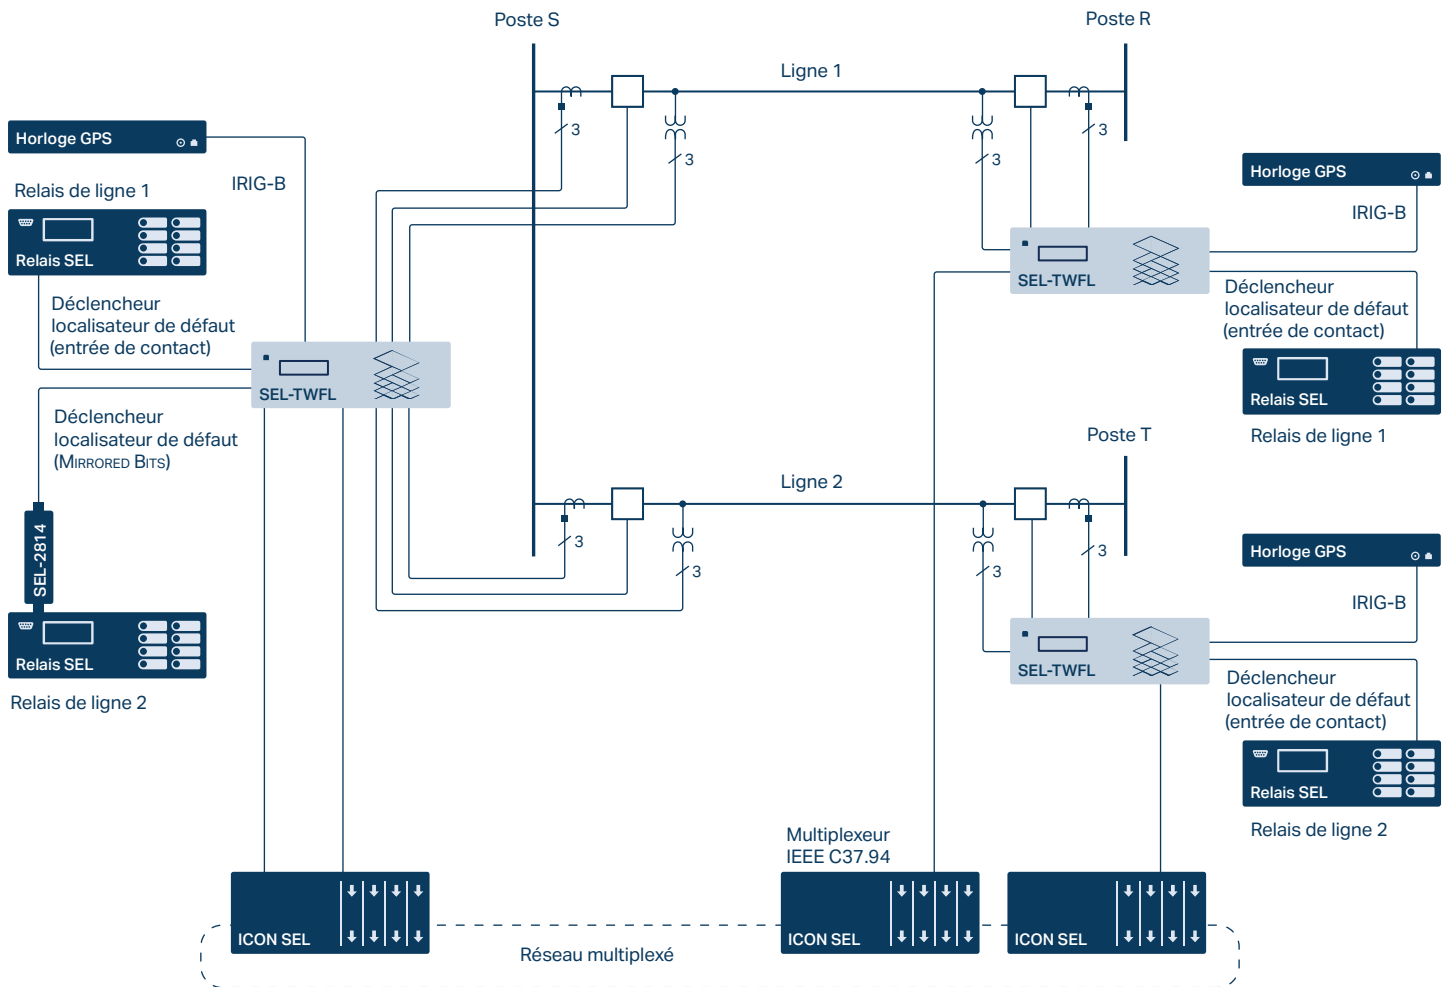 Poste S
Poste R
Ligne 1
3
3
3
3
Horloge GPS
IRIG-B
Relais de ligne 1
Relais SEL
Déclencheur
localisateur de défaut
(entrée de contact)
SEL-TWFL
Déclencheur
localisateur de défaut
(MIRRORED BITS)
SEL-2814
Relais SEL
Relais de ligne 2
Horloge GPS
IRIG-B
SEL-TWFL
Déclencheur
localisateur de défaut
(entrée de contact)
Relais SEL
Relais de ligne 1
Poste T
Ligne 2
3
3
3
3
Horloge GPS
IRIG-B
SEL-TWFL
Déclencheur
localisateur de défaut
(entrée de contact)
Relais SEL
Relais de ligne 2
Multiplexeur
IEEE C37.94
ICON SEL
ICON SEL
ICON SEL
Réseau multiplexé